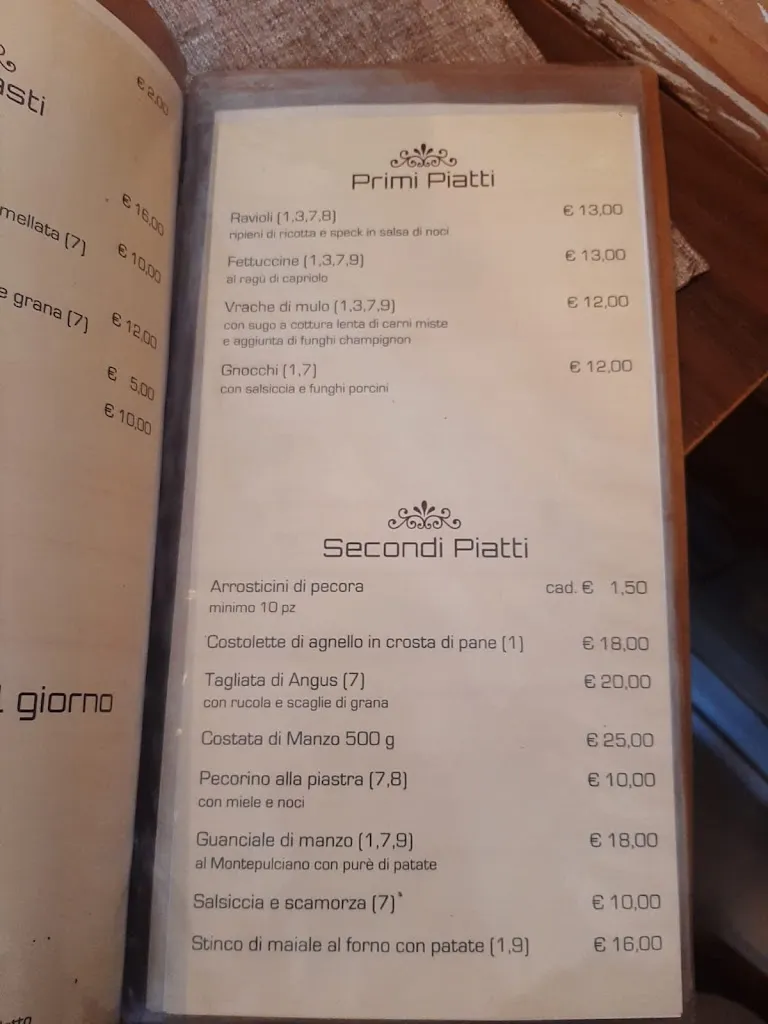 € 2,00
€ 16,00
€ 10,00
€ 12,00
€ 5,00
€ 10,00
giorno
Primi Piatti
Ravioli (1,3,7,8) € 13,00
ripieni di ricotta e speck in salsa di noci
Fettuccine (1,3,7,9) € 13,00
al ragù di capriolo
Vrache di mulo (1,3,7,9) € 12,00
con sugo a cottura lenta di carni miste
e aggiunta di funghi champignon
Gnocchi (1,7) € 12,00
con salsiccia e funghi porcini
Secondi Piatti
Arrosticini di pecora cad. € 1,50
minimo 10 pz
Costolette di agnello in crosta di pane (1) € 18,00
Tagliata di Angus (7) € 20,00
con rucola e scaglie di grana
Costata di Manzo 500 g € 25,00
Pecorino alla piastra (7,8) € 10,00
con miele e noci
Guanciale di manzo (1,7,9) € 18,00
al Montepulciano con purè di patate
Salsiccia e scamorza (7)* € 10,00
Stinco di maiale al forno con patate (1,9) € 16,00